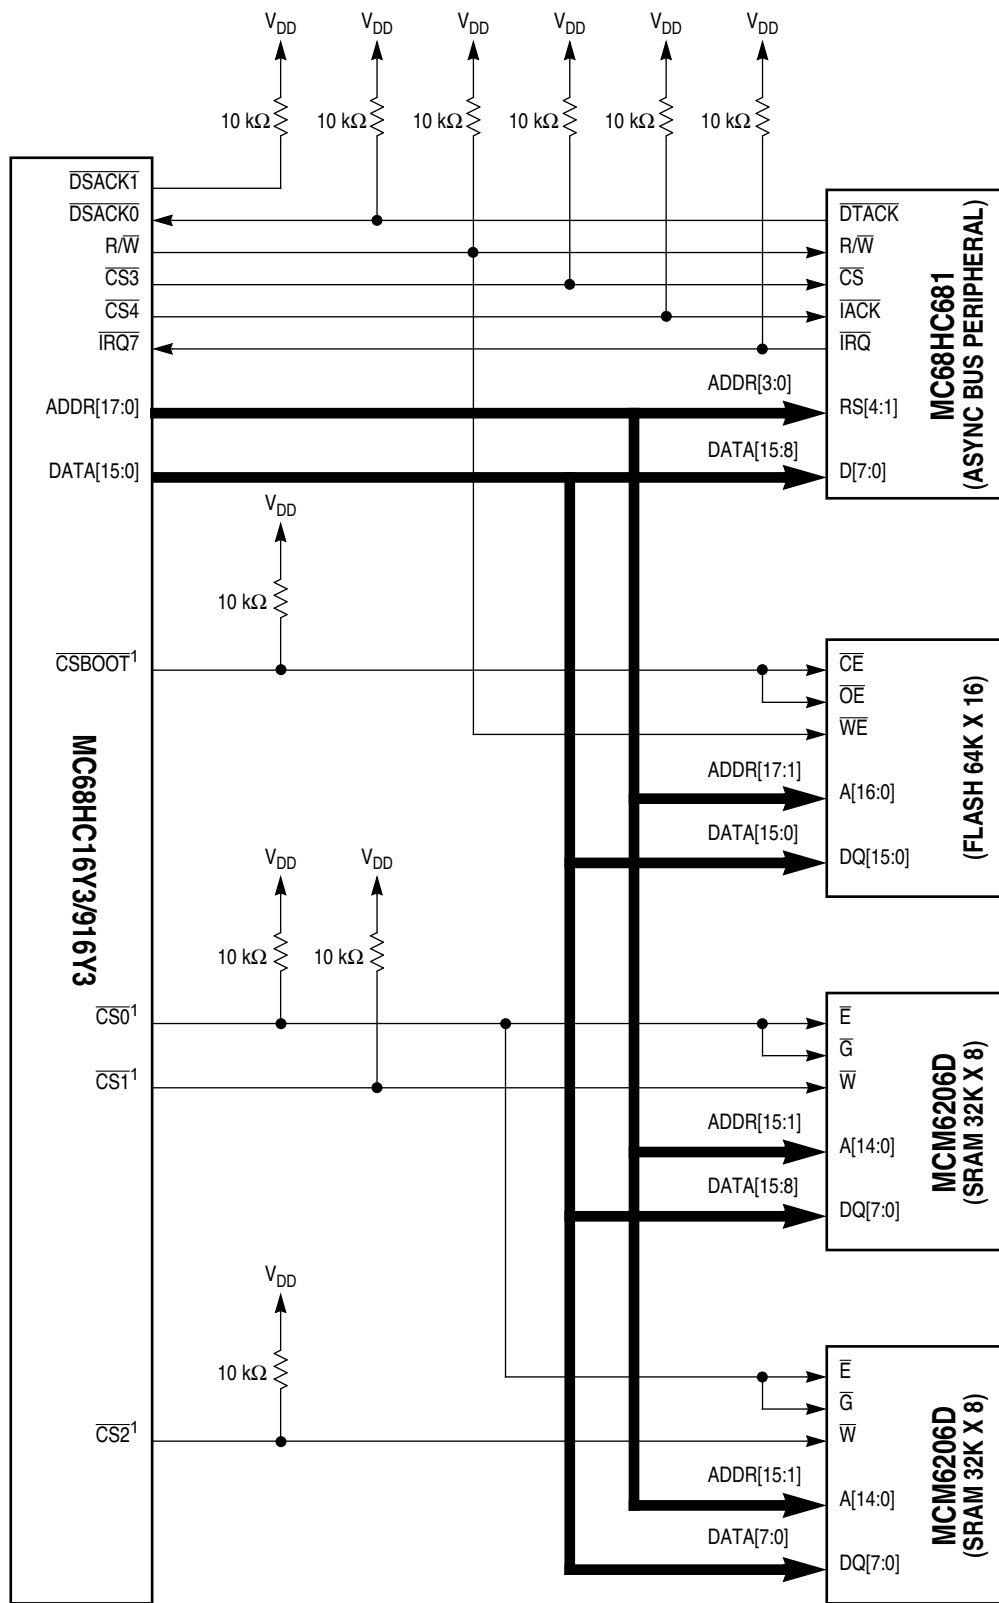 VDD VDD VDD VDD VDD VDD
10 kΩ 10 kΩ 10 kΩ 10 kΩ 10 kΩ 10 kΩ
MC68HC16Y3/916Y3
DSACK1
DSACK0
R/W
CS3
CS4
IRQ7
ADDR[17:0]
DATA[15:0]
ADDR[3:0]
DATA[15:8]
DTACK
R/W
CS
IACK
IRQ
RS[4:1]
D[7:0]
MC68HC681
(ASYNC BUS PERIPHERAL)
VDD
10 kΩ
CSBOOT1
ADDR[17:1]
DATA[15:0]
CE
OE
WE
A[16:0]
DQ[15:0]
(FLASH 64K X 16)
VDD VDD
10 kΩ 10 kΩ
CS01
CS11
ADDR[15:1]
DATA[15:8]
E
G
W
A[14:0]
DQ[7:0]
MCM6206D
(SRAM 32K X 8)
VDD
10 kΩ
CS21
ADDR[15:1]
DATA[7:0]
E
G
W
A[14:0]
DQ[7:0]
MCM6206D
(SRAM 32K X 8)